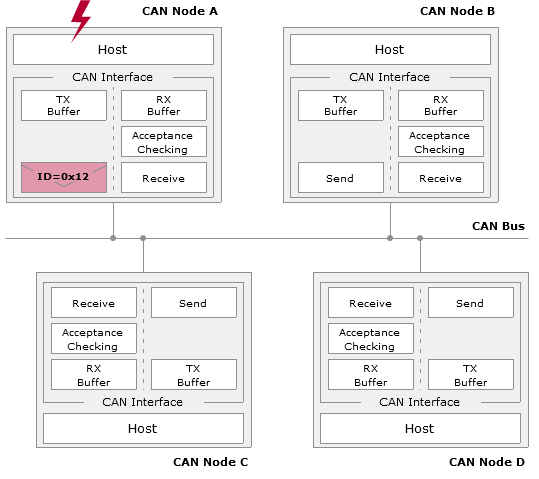 CAN Node A
CAN Node B
Host
Host
CAN Interface
CAN Interface
TX
Buffer
RX
Buffer
TX
Buffer
RX
Buffer
Acceptance
Checking
Acceptance
Checking
ID=0x12
Receive
Send
Receive
CAN Bus
Receive
Send
Receive
Send
Acceptance
Checking
Acceptance
Checking
RX
Buffer
TX
Buffer
RX
Buffer
TX
Buffer
CAN Interface
CAN Interface
Host
Host
CAN Node C
CAN Node D